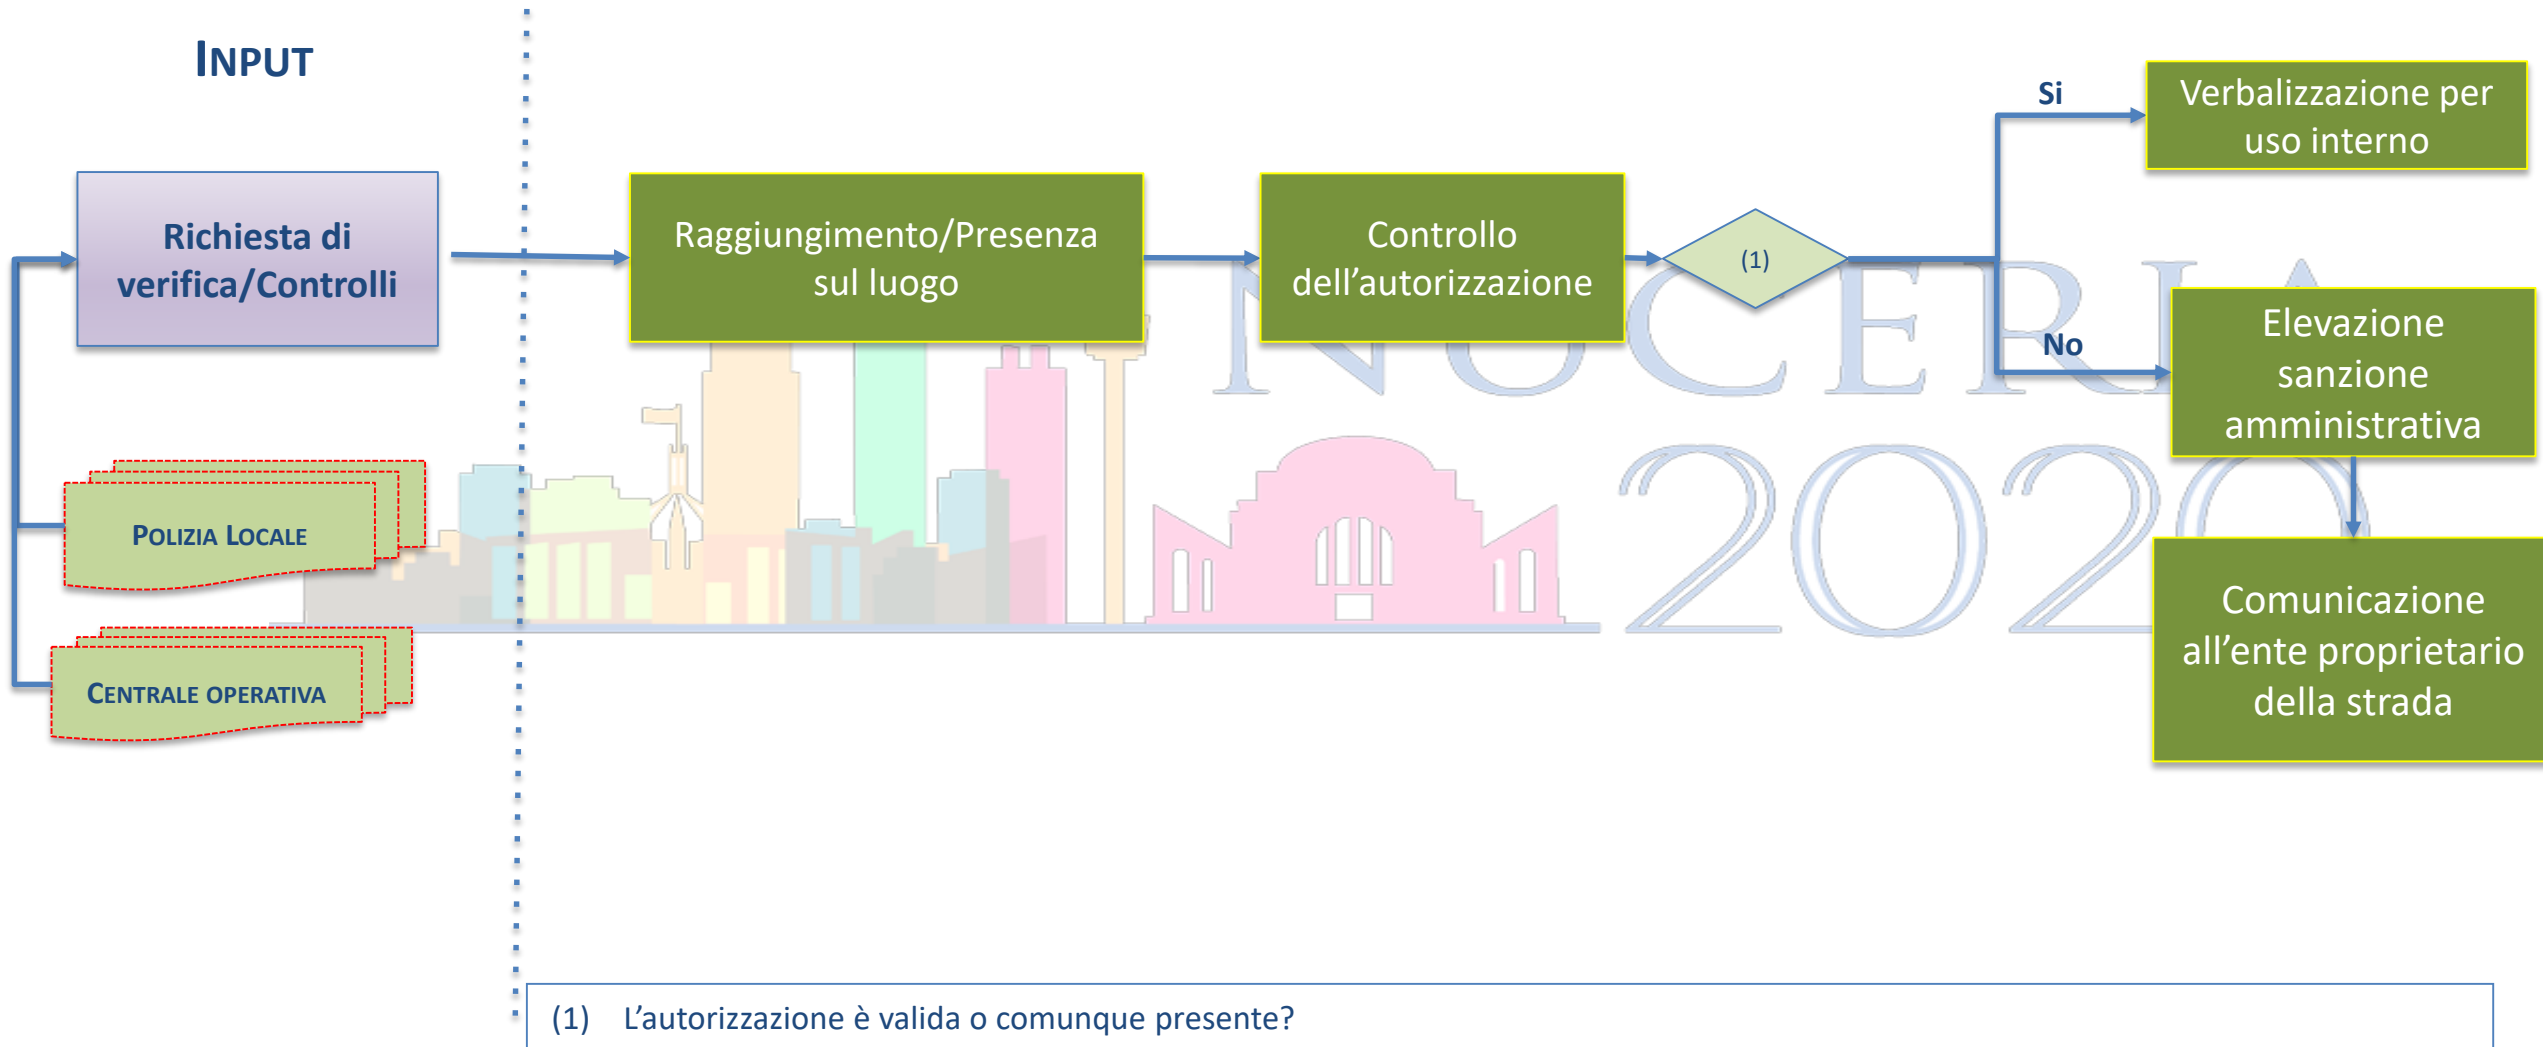 INPUT
Richiesta di
verifica/Controlli
POLIZIA LOCALE
CENTRALE OPERATIVA
Raggiungimento/Presenza
sul luogo
Controllo
dell’autorizzazione
(1)
Si
Verbalizzazione per
uso interno
No
Elevazione
sanzione
amministrativa
Comunicazione
all’ente proprietario
della strada
NUCERIA
2020
(1) L’autorizzazione è valida o comunque presente?